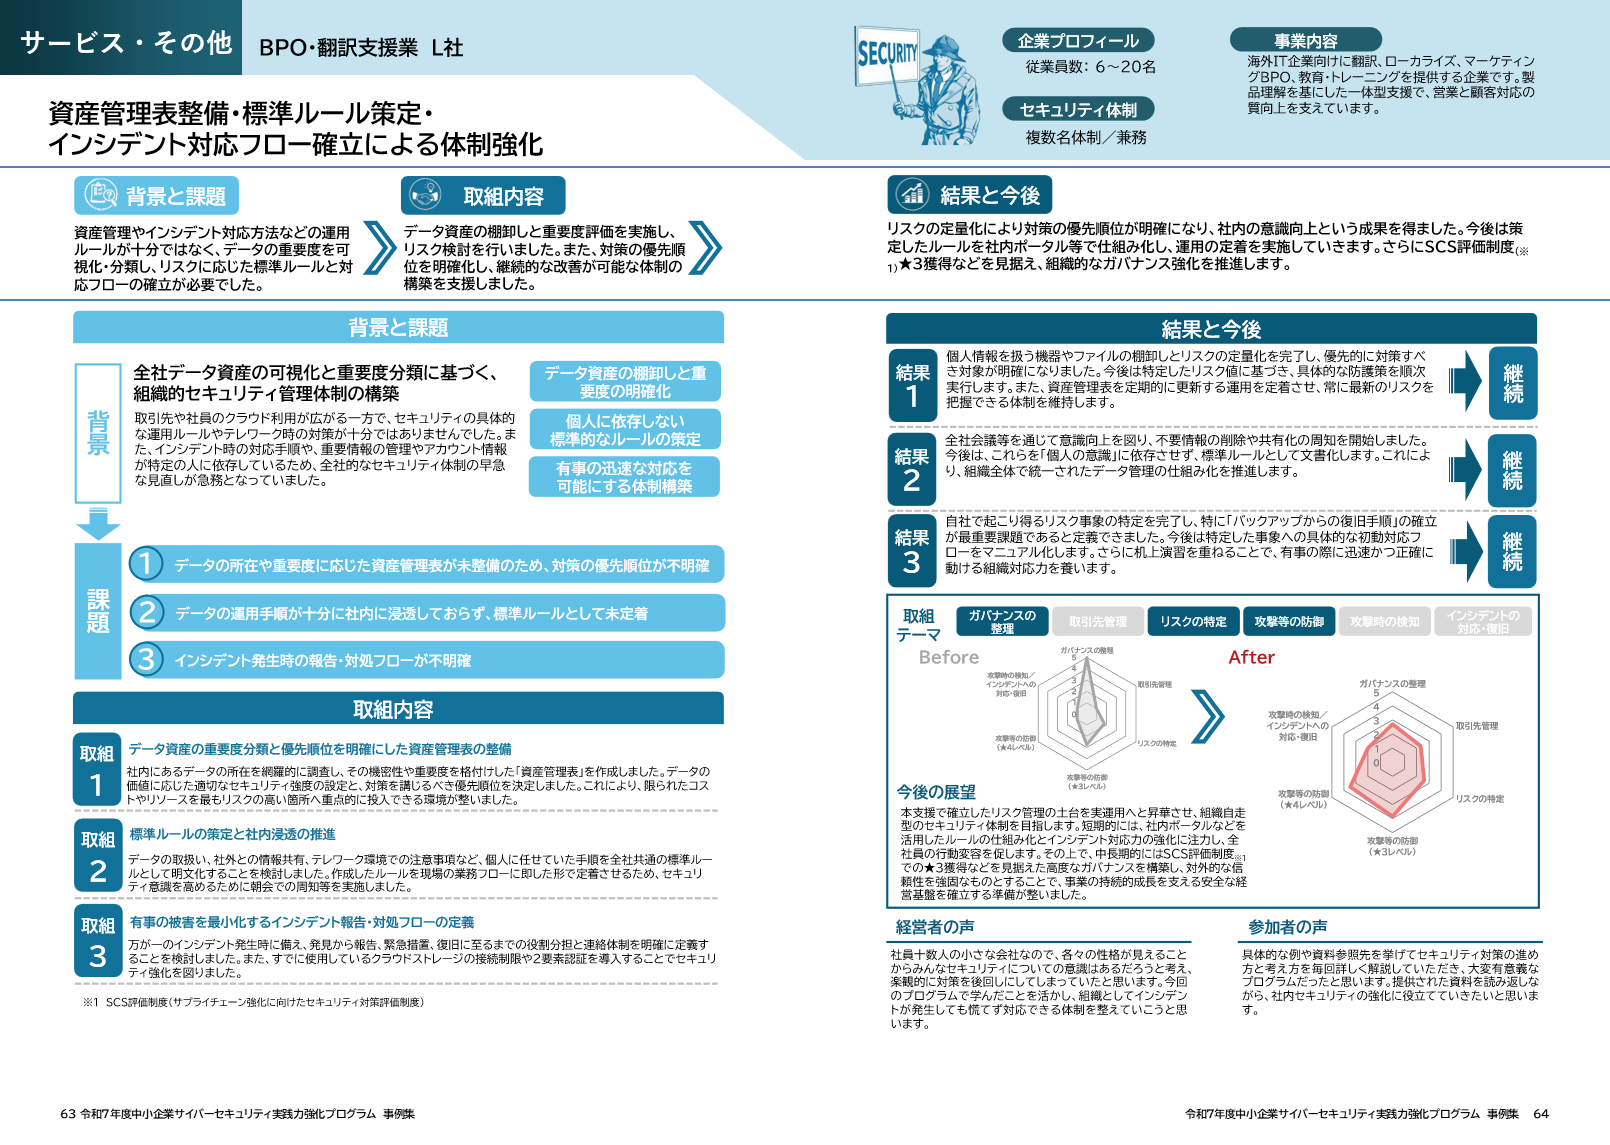 サービス・その他
BPO・翻訳支援業 L社
資産管理表整備・標準ルール策定・
インシデント対応フロー確立による体制強化
SECURITY
企業プロフィール
従業員数：6～20名
セキュリティ体制
複数名体制／兼務
事業内容
海外IT企業向けに翻訳、ローカライズ、マーケティン
グBPO、教育・トレーニングを提供する企業です。製
品理解を基にした一体型支援で、営業と顧客対応の
質向上を支えています。
背景と課題
資産管理やインシデント対応方法などの運用
ルールが十分ではなく、データの重要度を可
視化・分類し、リスクに応じた標準ルールと対
応フローの確立が必要でした。
取組内容
データ資産の棚卸しと重要度評価を実施し、
リスク検討を行いました。また、対策の優先順
位を明確化し、継続的な改善が可能な体制の
構築を支援しました。
結果と今後
リスクの定量化により対策の優先順位が明確になり、社内の意識向上という成果を得ました。今後は策
定したルールを社内ポータル等で仕組み化し、運用の定着を実施していきます。さらにSCS評価制度(※
1)★3獲得などを見据え、組織的なガバナンス強化を推進します。
背景と課題
背景
全社データ資産の可視化と重要度分類に基づく、
組織的セキュリティ管理体制の構築
取引先や社員のクラウド利用が広がる一方で、セキュリティの具体的
な運用ルールやテレワーク時の対策が十分ではありませんでした。ま
た、インシデント時の対応手順や、重要情報の管理やアカウント情報
が特定の人に依存しているため、全社的なセキュリティ体制の早急
な見直しが急務となっていました。
データ資産の棚卸しと重
要度の明確化
個人に依存しない
標準的なルールの策定
有事の迅速な対応を
可能にする体制構築
課題
1 データの所在や重要度に応じた資産管理表が未整備のため、対策の優先順位が不明確
2 データの運用手順が十分に社内に浸透しておらず、標準ルールとして未定着
3 インシデント発生時の報告・対処フローが不明確
取組内容
取組
1
データ資産の重要度分類と優先順位を明確にした資産管理表の整備
社内にあるデータの所在を網羅的に調査し、その機密性や重要度を格付けした「資産管理表」を作成しました。データの
価値に応じた適切なセキュリティ強度の設定と、対策を講じるべき優先順位を決定しました。これにより、限られたコス
トやリソースを最もリスクの高い箇所へ重点的に投入できる環境が整いました。
取組
2
標準ルールの策定と社内浸透の推進
データの取扱い、社外との情報共有、テレワーク環境での注意事項など、個人に任せていた手順を全社共通の標準ルー
ルとして明文化することを検討しました。作成したルールを現場の業務フローに即した形で定着させるため、セキュリ
ティ意識を高めるために朝会での周知等を実施しました。
取組
3
有事の被害を最小化するインシデント報告・対処フローの定義
万が一のインシデント発生時に備え、発見から報告、緊急措置、復旧に至るまでの役割分担と連絡体制を明確に定義す
ることを検討しました。また、すでに使用しているクラウドストレージの接続制限や2要素認証を導入することでセキュリ
ティ強化を図りました。
※1 SCS評価制度（サプライチェーン強化に向けたセキュリティ対策評価制度）
結果と今後
結果
1
個人情報を扱う機器やファイルの棚卸しとリスクの定量化を完了し、優先的に対策すべ
き対象が明確になりました。今後は特定したリスク値に基づき、具体的な防護策を順次
実行します。また、資産管理表を定期的に更新する運用を定着させ、常に最新のリスクを
把握できる体制を維持します。
継続
結果
2
全社会議等を通じて意識向上を図り、不要情報の削除や共有化の周知を開始しました。
今後は、これらを「個人の意識」に依存させず、標準ルールとして文書化します。これによ
り、組織全体で統一されたデータ管理の仕組み化を推進します。
継続
結果
3
自社で起こり得るリスク事象の特定を完了し、特に「バックアップからの復旧手順」の確立
が最重要課題であると定義できました。今後は特定した事象への具体的な初動対応フ
ローをマニュアル化します。さらに机上演習を重ねることで、有事の際に迅速かつ正確に
動ける組織対応力を養います。
継続
取組
テーマ
ガバナンスの
整理
取引先管理
リスクの特定
攻撃等の防御
攻撃時の検知
インシデントの
対応・復旧
Before
ガバナンスの整理
5
4
3
2
1
0
取引先管理
リスクの特定
攻撃等の防御
（★3レベル）
攻撃等の防御
（★4レベル）
攻撃時の検知／
インシデントへの
対応・復旧
After
ガバナンスの整理
5
4
3
2
1
0
取引先管理
リスクの特定
攻撃等の防御
（★3レベル）
攻撃等の防御
（★4レベル）
攻撃時の検知／
インシデントへの
対応・復旧
今後の展望
本支援で確立したリスク管理の土台を実運用へと昇華させ、組織自走
型のセキュリティ体制を目指します。短期的には、社内ポータルなどを
活用したルールの仕組み化とインシデント対応力の強化に注力し、全
社員の行動変容を促します。その上で、中長期的にはSCS評価制度※1
での★3獲得などを見据えた高度なガバナンスを構築し、対外的な信
頼性を強固なものとすることで、事業の持続的成長を支える安全な経
営基盤を確立する準備が整いました。
経営者の声
社員十数人の小さな会社なので、各々の性格が見えること
からみんなセキュリティについての意識はあるだろうと考え、
楽観的に対策を後回しにしてしまっていたと思います。今回
のプログラムで学んだことを活かし、組織としてインシデン
トが発生しても慌てず対応できる体制を整えていこうと思
います。
参加者の声
具体的な例や資料参照先を挙げてセキュリティ対策の進め
方と考え方を毎回詳しく解説していただき、大変有意義な
プログラムだったと思います。提供された資料を読み返しな
がら、社内セキュリティの強化に役立てていきたいと思いま
す。
63 令和7年度中小企業サイバーセキュリティ実践力強化プログラム 事例集
令和7年度中小企業サイバーセキュリティ実践力強化プログラム 事例集 64